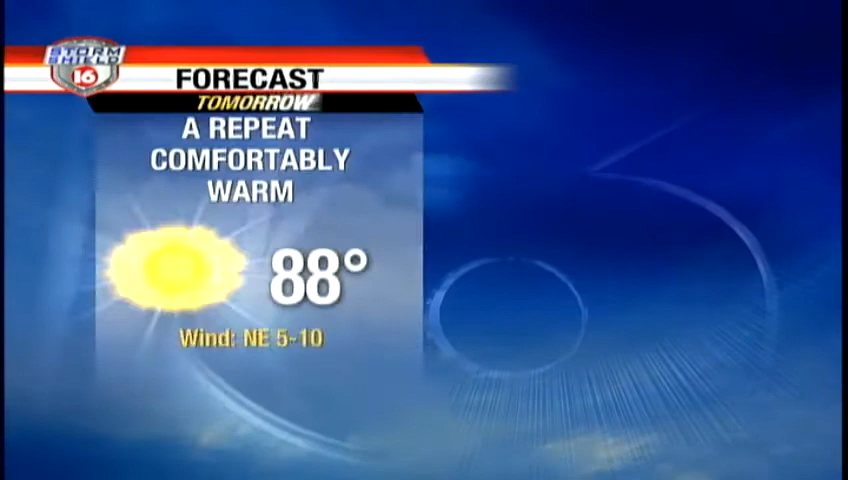 STORM
SHIELD
16
FORECAST
TOMORROW
A REPEAT
COMFORTABLY
WARM
88°
Wind: NE 5-10